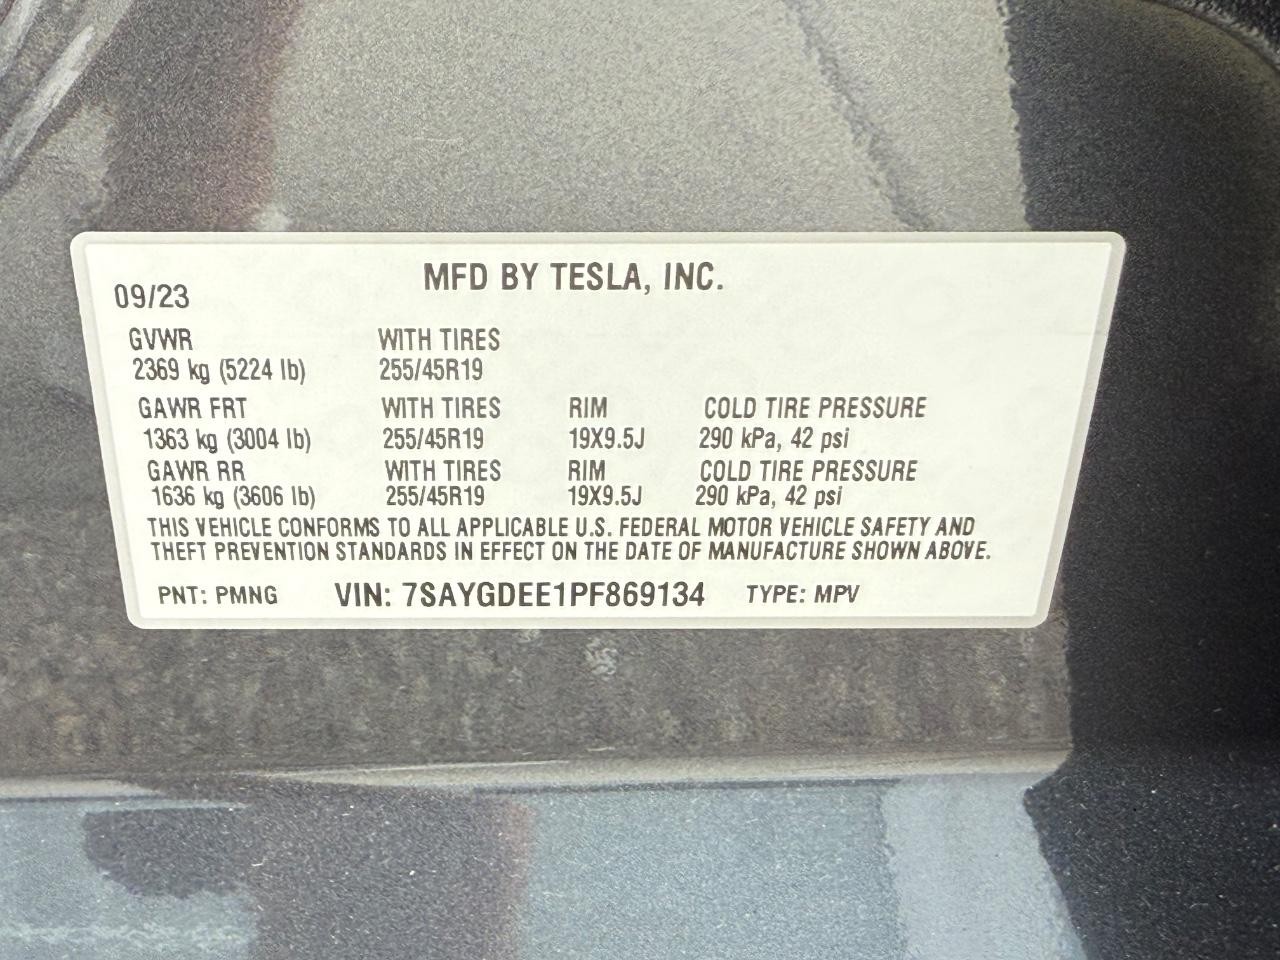 MFD BY TESLA, INC.
09/23
GVWR WITH TIRES
2369 kg (5224 lb) 255/45R19
GAWR FRT WITH TIRES RIM COLD TIRE PRESSURE
1363 kg (3004 lb) 255/45R19 19X9.5J 290 kPa, 42 psi
GAWR RR WITH TIRES RIM COLD TIRE PRESSURE
1636 kg (3606 lb) 255/45R19 19X9.5J 290 kPa, 42 psi
THIS VEHICLE CONFORMS TO ALL APPLICABLE U.S. FEDERAL MOTOR VEHICLE SAFETY AND
THEFT PREVENTION STANDARDS IN EFFECT ON THE DATE OF MANUFACTURE SHOWN ABOVE.
PNT: PMNG VIN: 7SAYGDEE1PF869134 TYPE: MPV